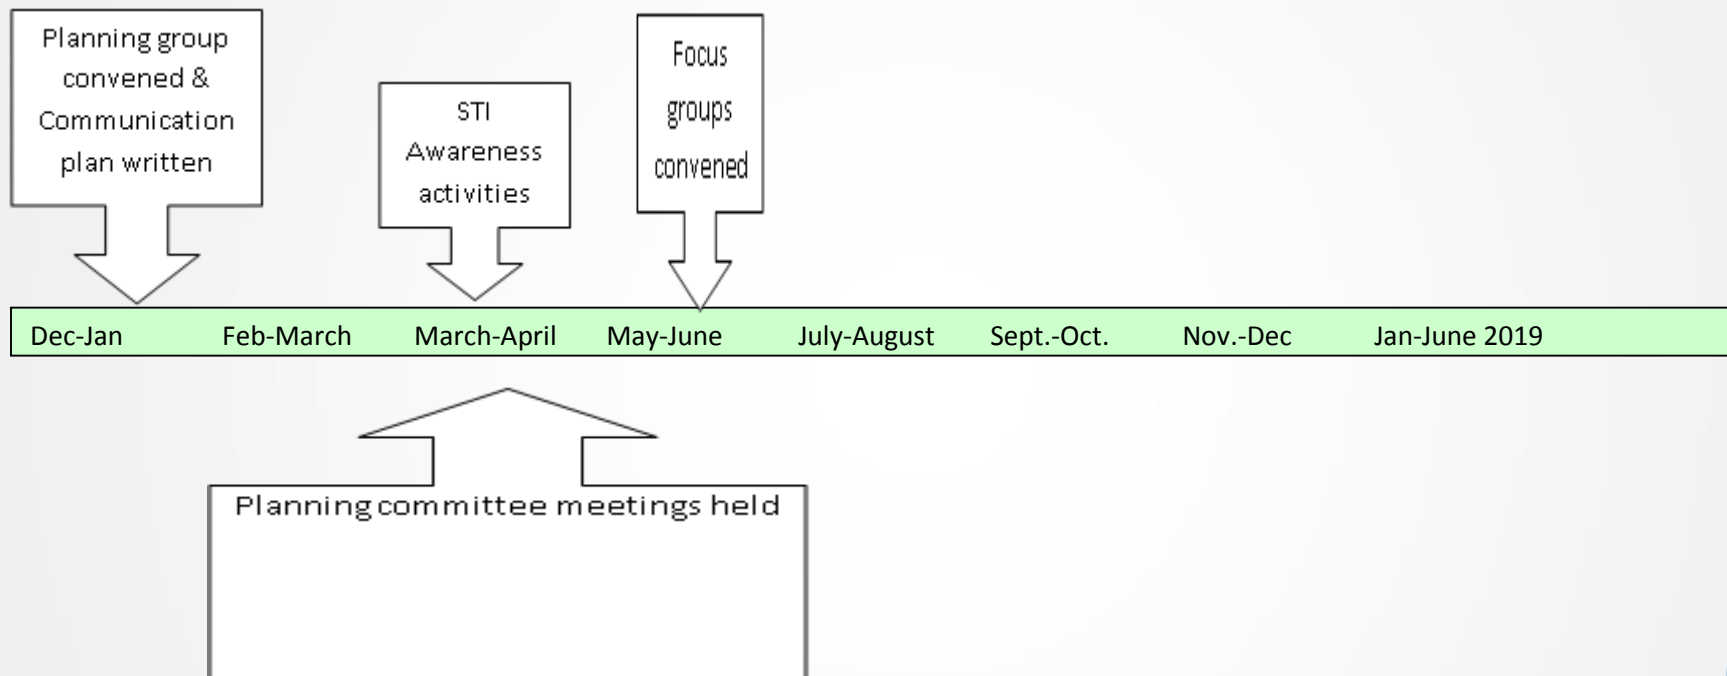 Planning group
convened &
Communication
plan written
STI
Awareness
activities
Focus
groups
convened
Dec-Jan Feb-March March-April May-June July-August Sept.-Oct. Nov.-Dec Jan-June 2019
Planning committee meetings held